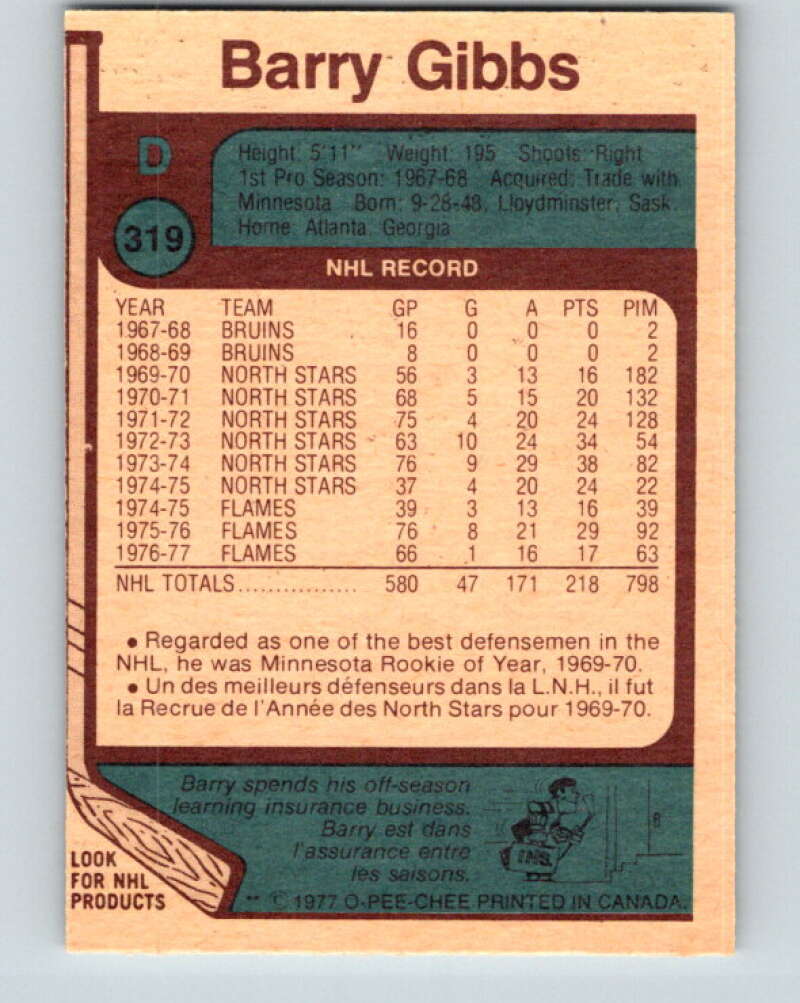 Barry Gibbs
D
319
Height: 5'11" Weight: 195 Shoots: Right
1st Pro Season: 1967-68 Acquired: Trade with
Minnesota Born: 9-28-48, Lloydminster, Sask.
Home: Atlanta, Georgia
NHL RECORD
YEAR TEAM GP G A PTS PIM
1967-68 BRUINS 16 0 0 0 2
1968-69 BRUINS 8 0 0 0 2
1969-70 NORTH STARS 56 3 13 16 182
1970-71 NORTH STARS 68 5 15 20 132
1971-72 NORTH STARS 75 4 20 24 128
1972-73 NORTH STARS 63 10 24 34 54
1973-74 NORTH STARS 76 9 29 38 82
1974-75 NORTH STARS 37 4 20 24 22
1974-75 FLAMES 39 3 13 16 39
1975-76 FLAMES 76 8 21 29 92
1976-77 FLAMES 66 1 16 17 63
NHL TOTALS................ 580 47 171 218 798
• Regarded as one of the best defensemen in the
NHL, he was Minnesota Rookie of Year, 1969-70.
• Un des meilleurs défenseurs dans la L.N.H., il fut
la Recrue de l'Année des North Stars pour 1969-70.
Barry spends his off-season
learning insurance business.
Barry est dans
l'assurance entre
les saisons.
INS.
LOOK
FOR NHL
PRODUCTS
** © 1977 O-PEE-CHEE PRINTED IN CANADA.